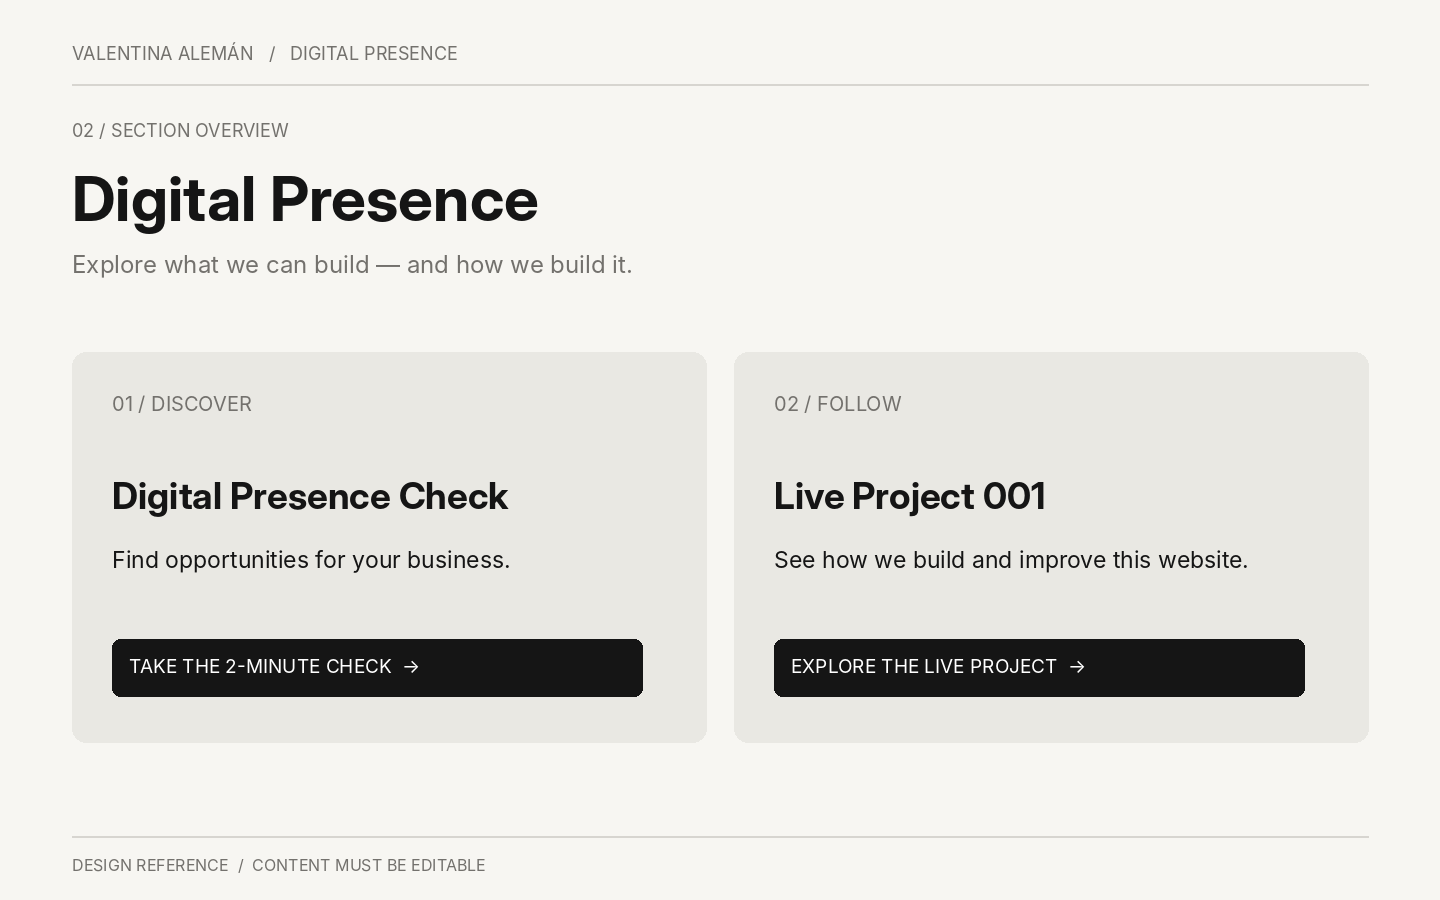 VALENTINA ALEMÁN / DIGITAL PRESENCE
02 / SECTION OVERVIEW
Digital Presence
Explore what we can build — and how we build it.
01 / DISCOVER
Digital Presence Check
Find opportunities for your business.
TAKE THE 2-MINUTE CHECK →
02 / FOLLOW
Live Project 001
See how we build and improve this website.
EXPLORE THE LIVE PROJECT →
DESIGN REFERENCE / CONTENT MUST BE EDITABLE